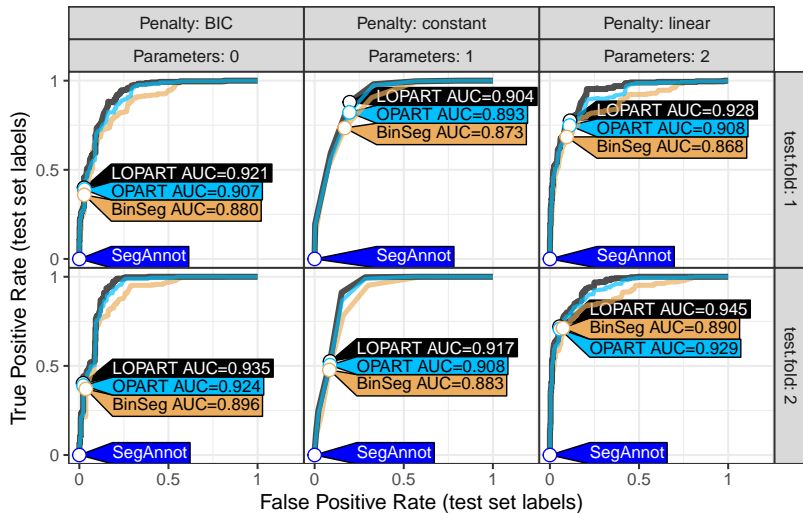 Penalty: BIC
Penalty: constant
Penalty: linear
Parameters: 0
Parameters: 1
Parameters: 2
True Positive Rate (test set labels)
1
0.5
0
LOPART AUC=0.921
OPART AUC=0.907
BinSeg AUC=0.880
SegAnnot
LOPART AUC=0.904
OPART AUC=0.893
BinSeg AUC=0.873
SegAnnot
LOPART AUC=0.928
OPART AUC=0.908
BinSeg AUC=0.868
SegAnnot
test.fold: 1
1
0.5
0
LOPART AUC=0.935
OPART AUC=0.924
BinSeg AUC=0.896
SegAnnot
LOPART AUC=0.917
OPART AUC=0.908
BinSeg AUC=0.883
SegAnnot
LOPART AUC=0.945
BinSeg AUC=0.890
OPART AUC=0.929
SegAnnot
test.fold: 2
0 0.5 1
0 0.5 1
0 0.5 1
False Positive Rate (test set labels)